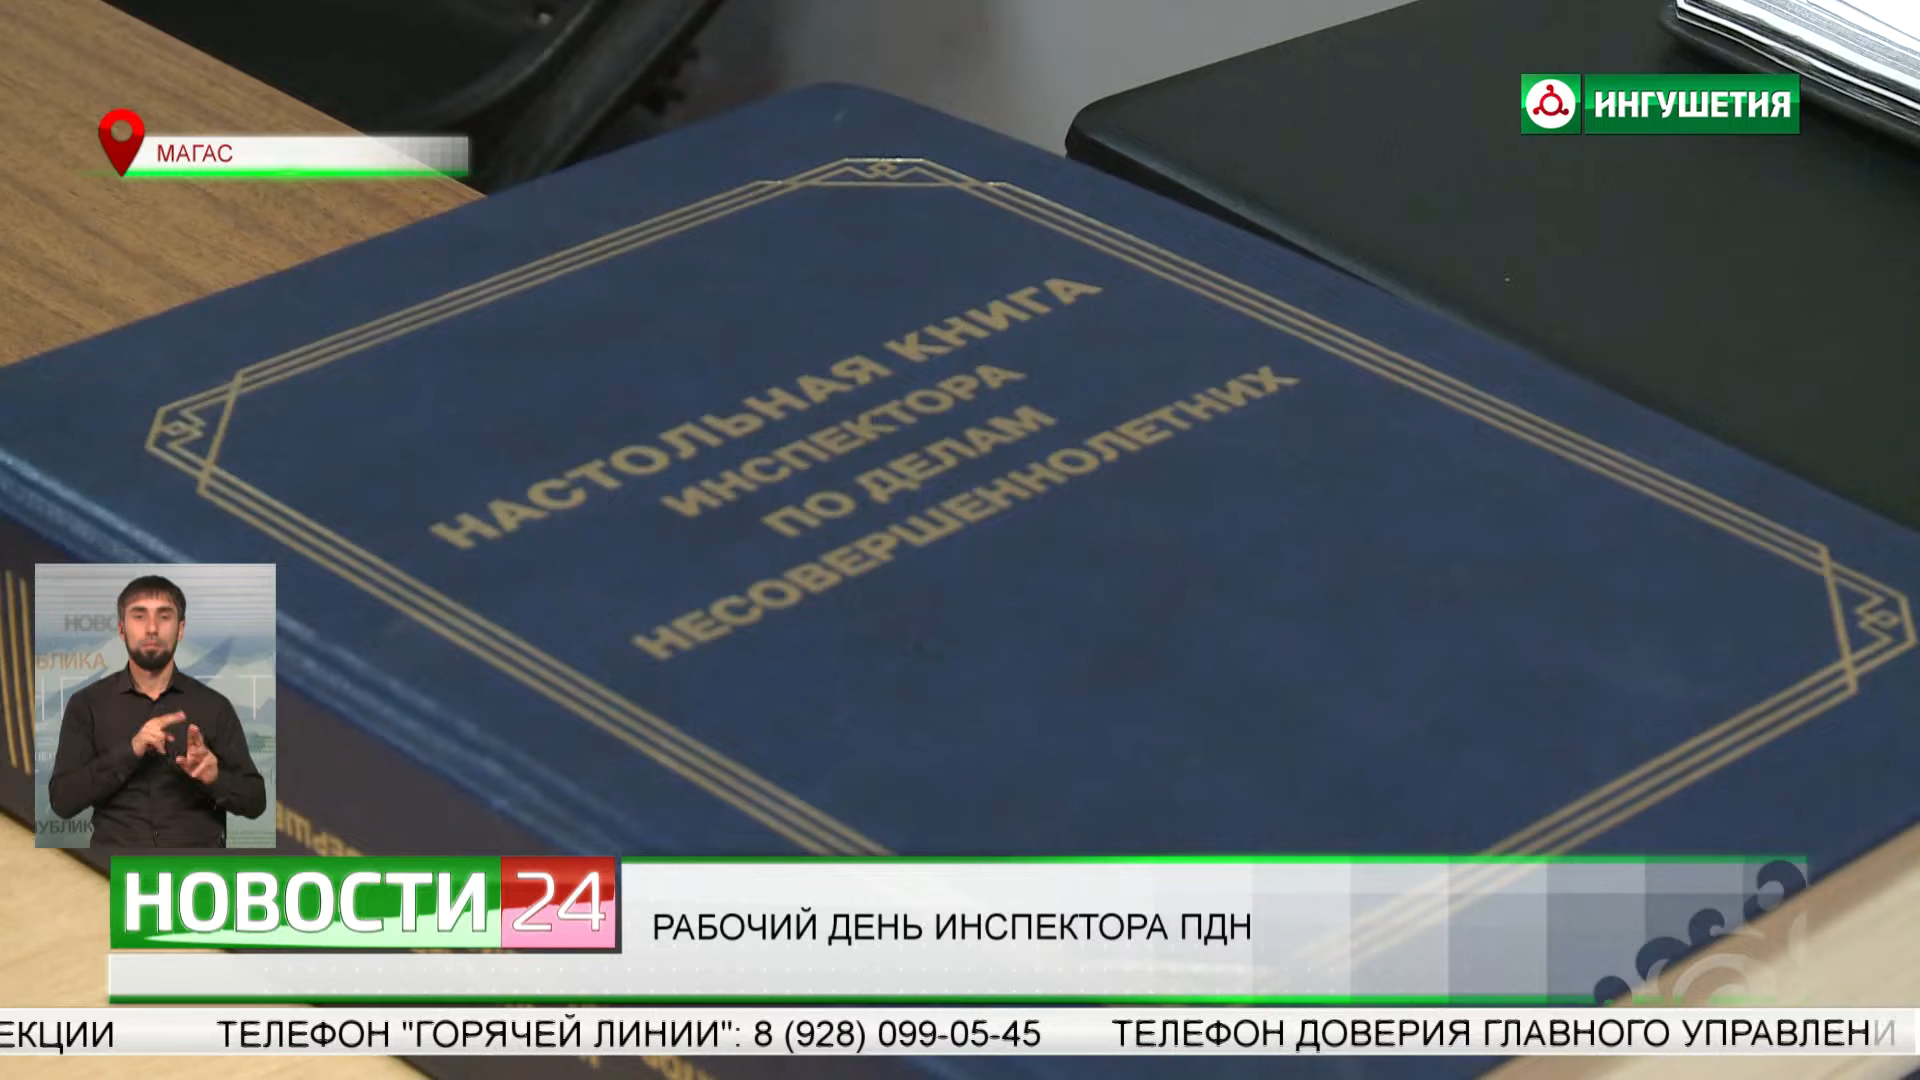 МАГАС
ИНГУШЕТИЯ
НАСТОЛЬНАЯ КНИГА
ИНСПЕКТОРА
ПО ДЕЛАМ
НЕСОВЕРШЕННОЛЕТНИХ
НОВОСТИ 24
РАБОЧИЙ ДЕНЬ ИНСПЕКТОРА ПДН
ЕКЦИИ ТЕЛЕФОН "ГОРЯЧЕЙ ЛИНИИ": 8 (928) 099-05-45 ТЕЛЕФОН ДОВЕРИЯ ГЛАВНОГО УПРАВЛЕНИ